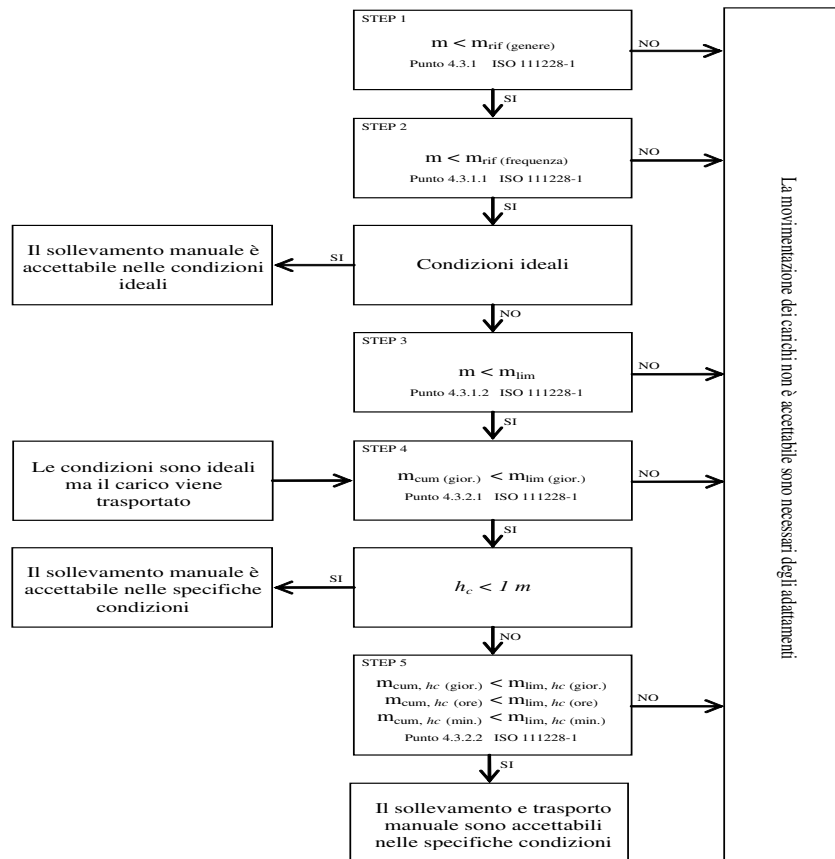 STEP 1
m < mrif (genere)
Punto 4.3.1 ISO 111228-1
NO
SI
STEP 2
m < mrif (frequenza)
Punto 4.3.1.1 ISO 111228-1
NO
SI
Il sollevamento manuale è
accettabile nelle condizioni
ideali
SI
Condizioni ideali
NO
STEP 3
m < mlim
Punto 4.3.1.2 ISO 111228-1
NO
SI
Le condizioni sono ideali
ma il carico viene
trasportato
STEP 4
mcum (gior.) < mlim (gior.)
Punto 4.3.2.1 ISO 111228-1
NO
SI
Il sollevamento manuale è
accettabile nelle specifiche
condizioni
SI
hc < 1 m
NO
STEP 5
mcum, hc (gior.) < mlim, hc (gior.)
mcum, hc (ore) < mlim, hc (ore)
mcum, hc (min.) < mlim, hc (min.)
Punto 4.3.2.2 ISO 111228-1
NO
SI
Il sollevamento e trasporto
manuale sono accettabili
nelle specifiche condizioni
La movimentazione dei carichi non è accettabile sono necessari degli adattamenti